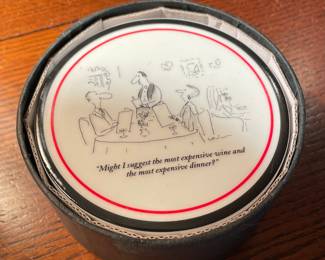 "Might I suggest the most expensive wine and
the most expensive dinner?"